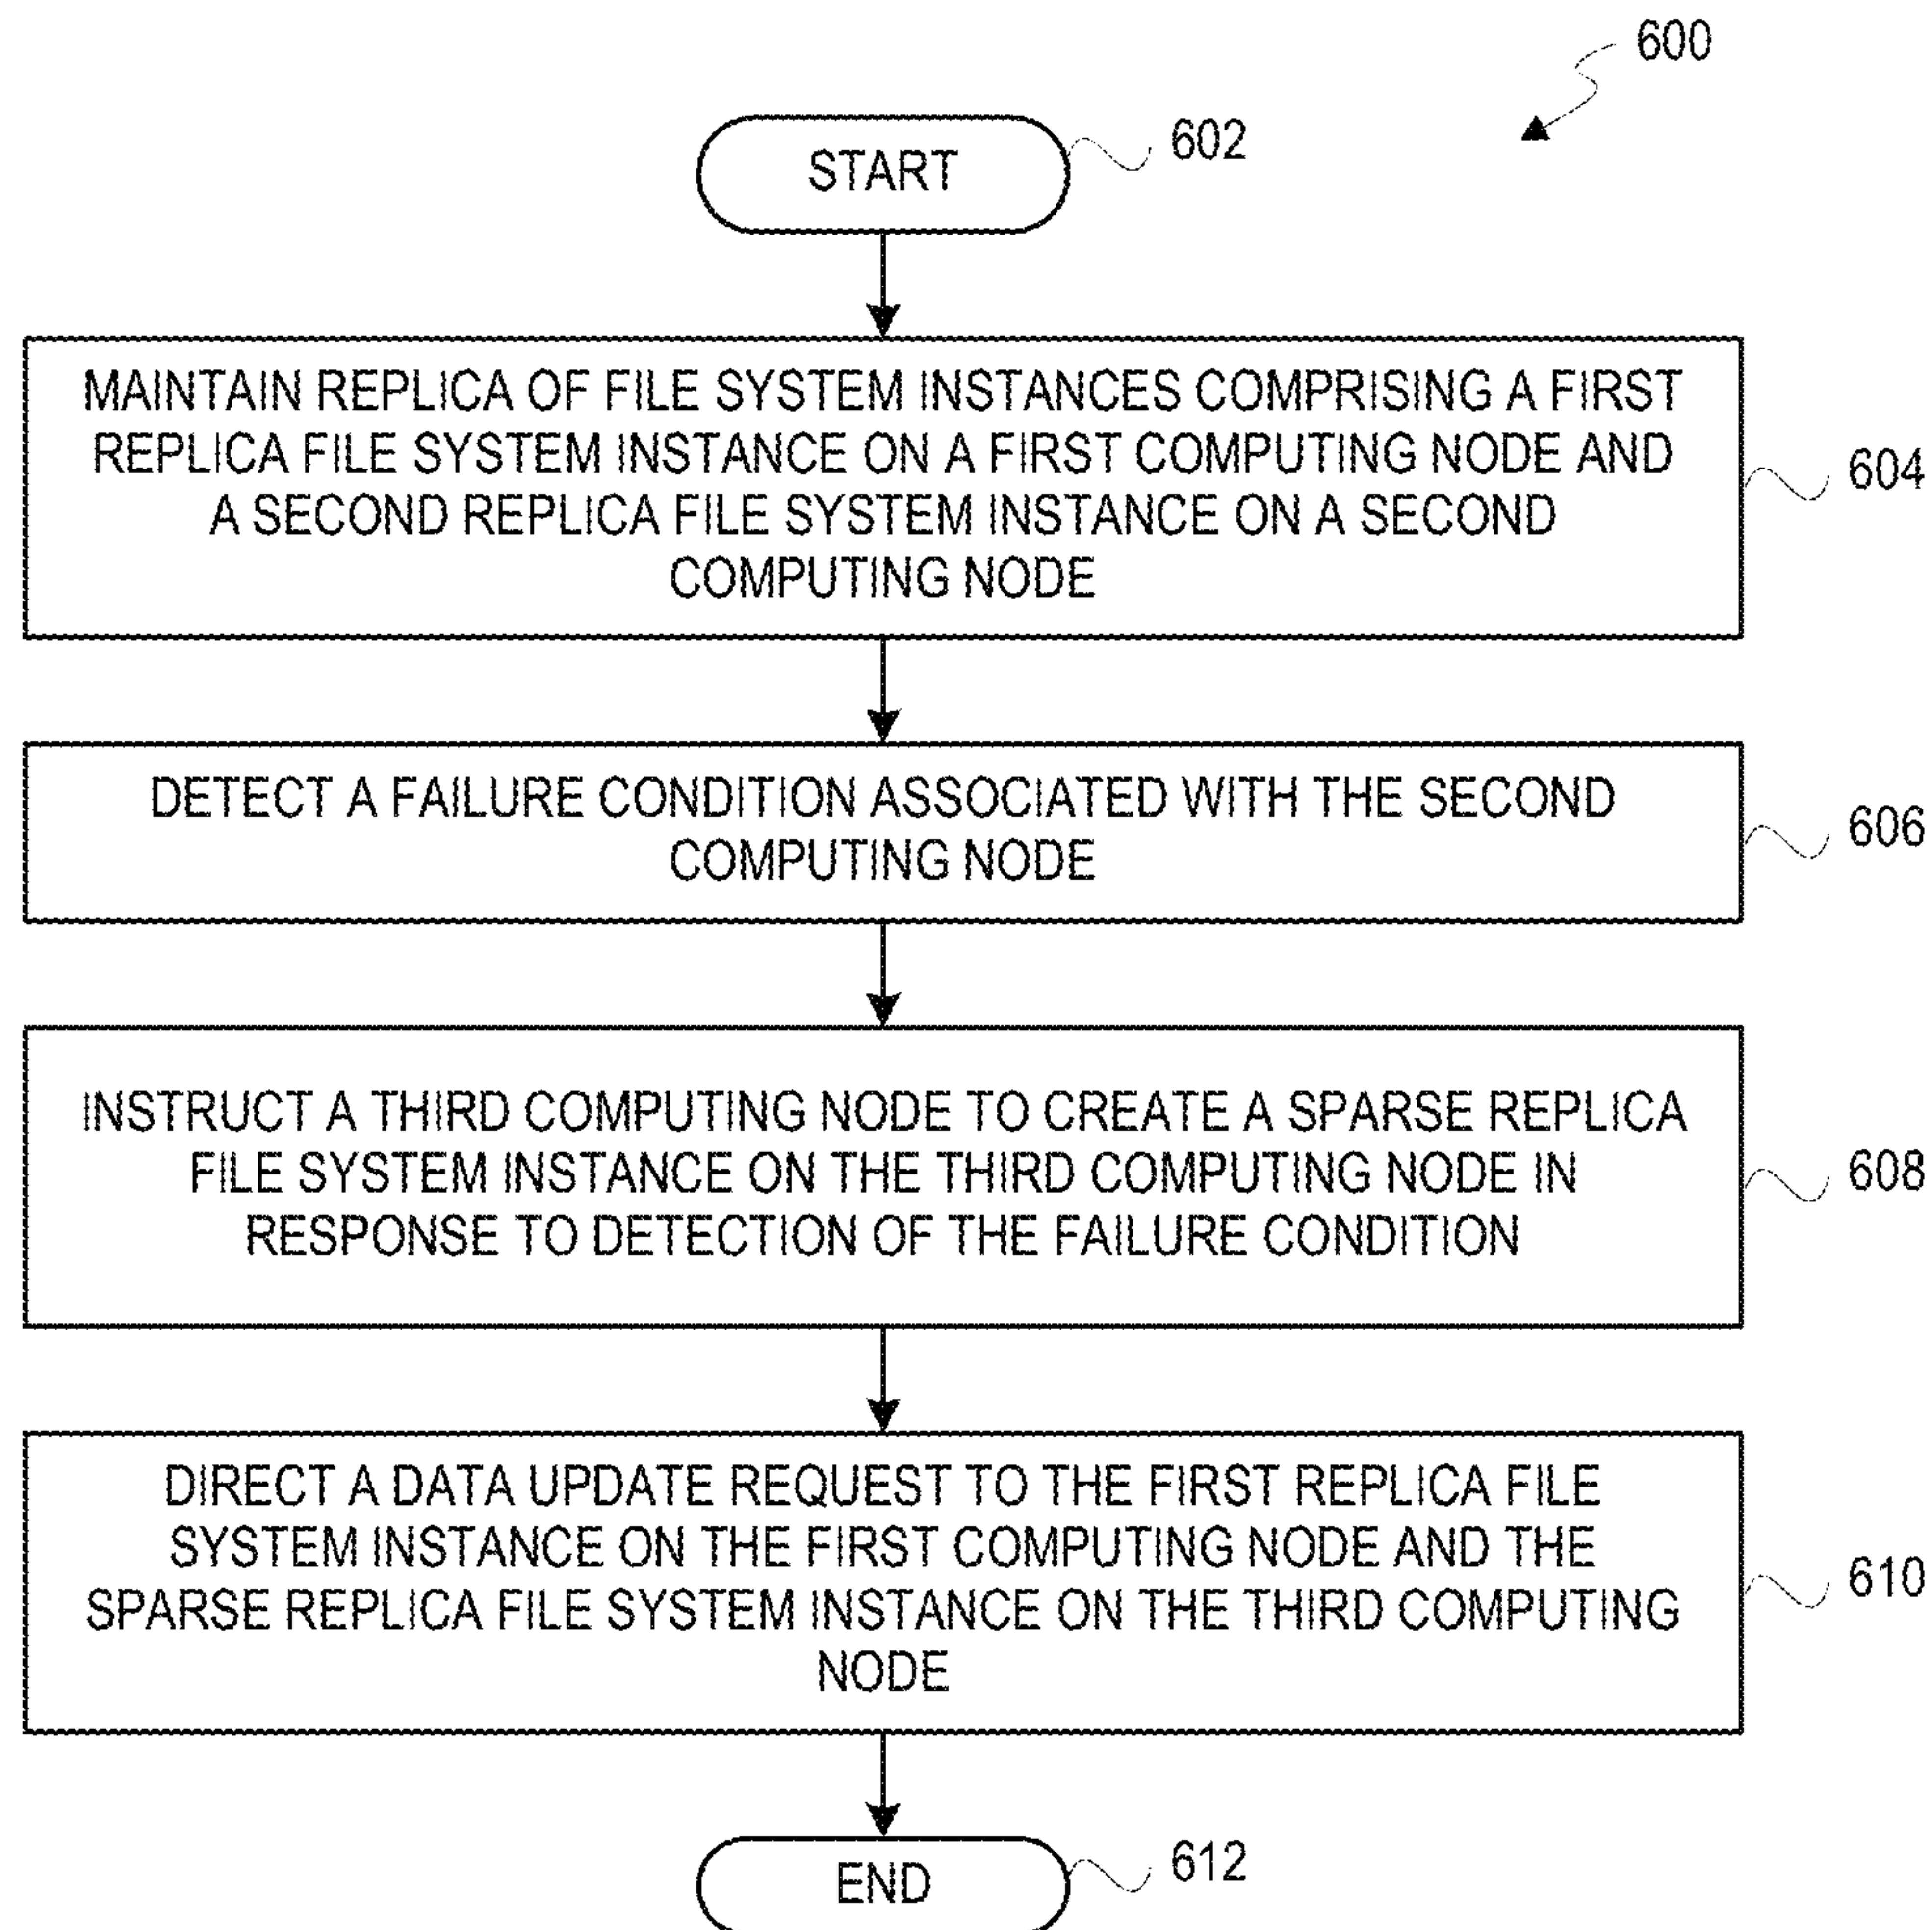 600
START
602
MAINTAIN REPLICA OF FILE SYSTEM INSTANCES COMPRISING A FIRST
REPLICA FILE SYSTEM INSTANCE ON A FIRST COMPUTING NODE AND
A SECOND REPLICA FILE SYSTEM INSTANCE ON A SECOND
COMPUTING NODE
604
DETECT A FAILURE CONDITION ASSOCIATED WITH THE SECOND
COMPUTING NODE
606
INSTRUCT A THIRD COMPUTING NODE TO CREATE A SPARSE REPLICA
FILE SYSTEM INSTANCE ON THE THIRD COMPUTING NODE IN
RESPONSE TO DETECTION OF THE FAILURE CONDITION
608
DIRECT A DATA UPDATE REQUEST TO THE FIRST REPLICA FILE
SYSTEM INSTANCE ON THE FIRST COMPUTING NODE AND THE
SPARSE REPLICA FILE SYSTEM INSTANCE ON THE THIRD COMPUTING
NODE
610
END
612